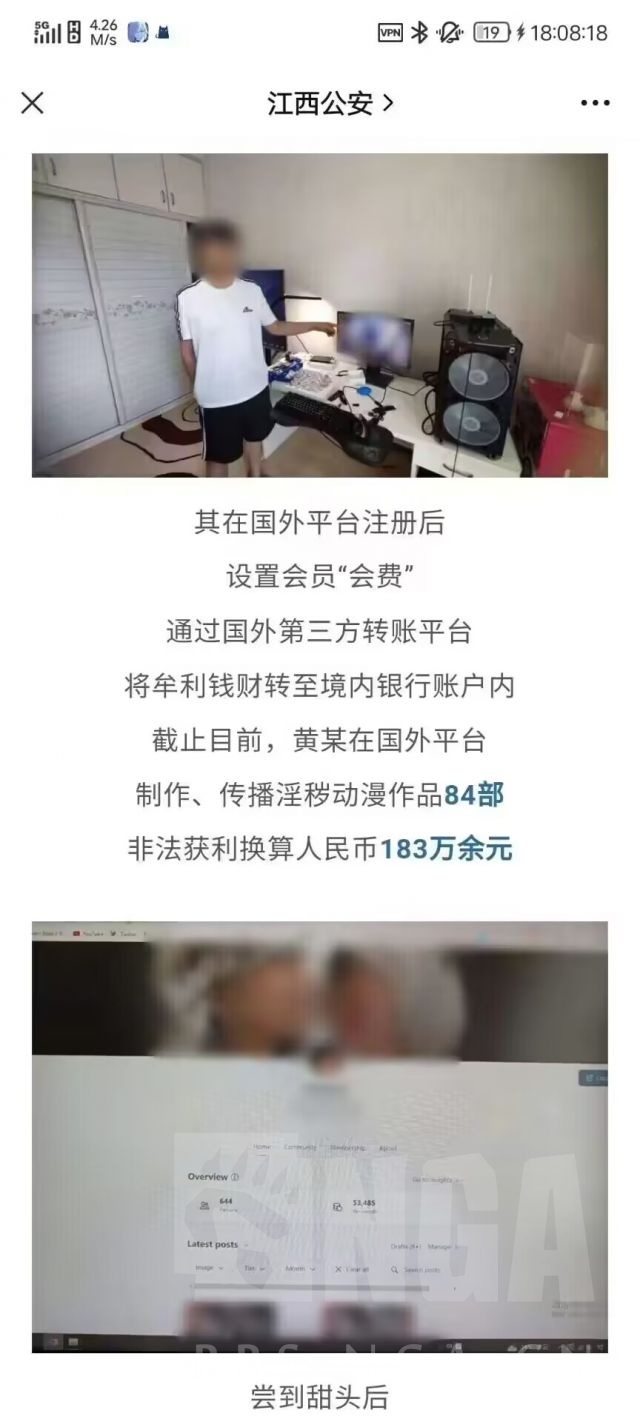 5G
4.26
M/s
HD
VPN
19
18:08:18
江西公安
其在国外平台注册后
设置会员“会费”
通过国外第三方转账平台
将牟利钱财转至境内银行账户内
截止目前，黄某在国外平台
制作、传播淫秽动漫作品84部
非法获利换算人民币183万余元
YouTube
Twitter
Home
Community
Membership
About
Overview
Go to insights
644
Patrons
53,485
Per month
Latest posts
Image
Tier
Month
Clear all
Search posts
NGA
BBS.NGA.CN
尝到甜头后